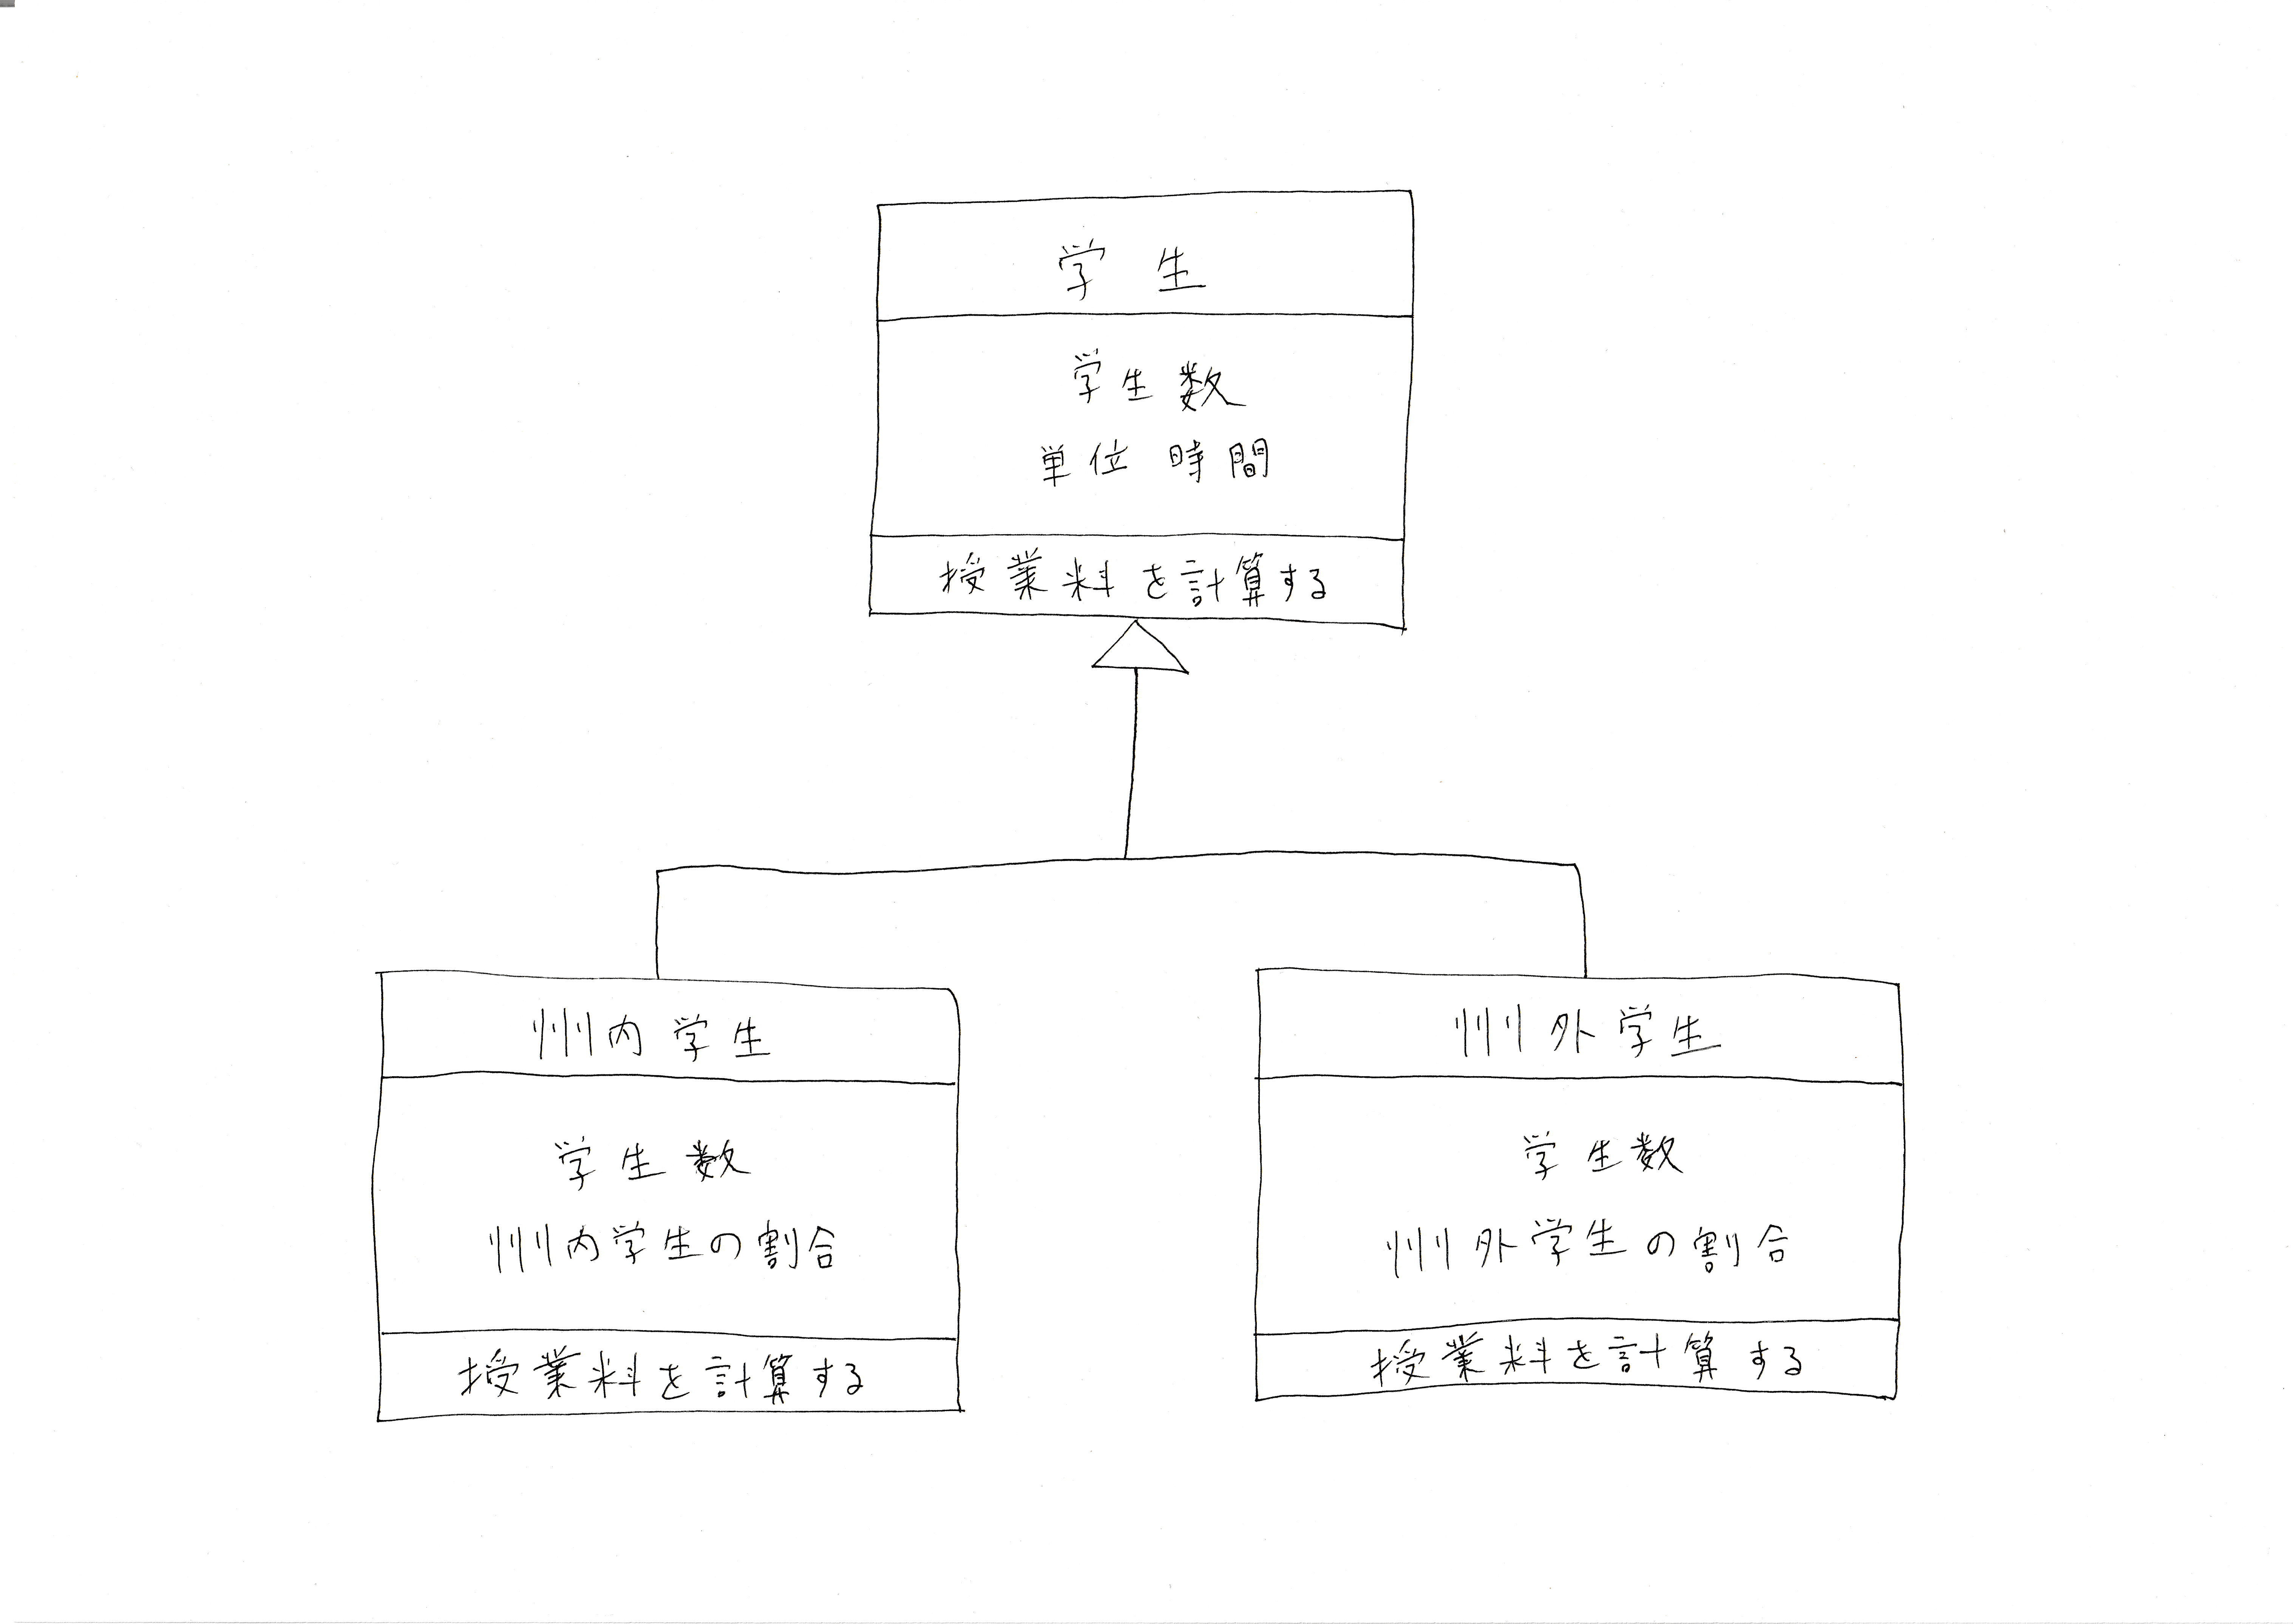 学生
学生数
単位時間
授業料を計算する
州内学生
学生数
州内学生の割合
授業料を計算する
州外学生
学生数
州外学生の割合
授業料を計算する